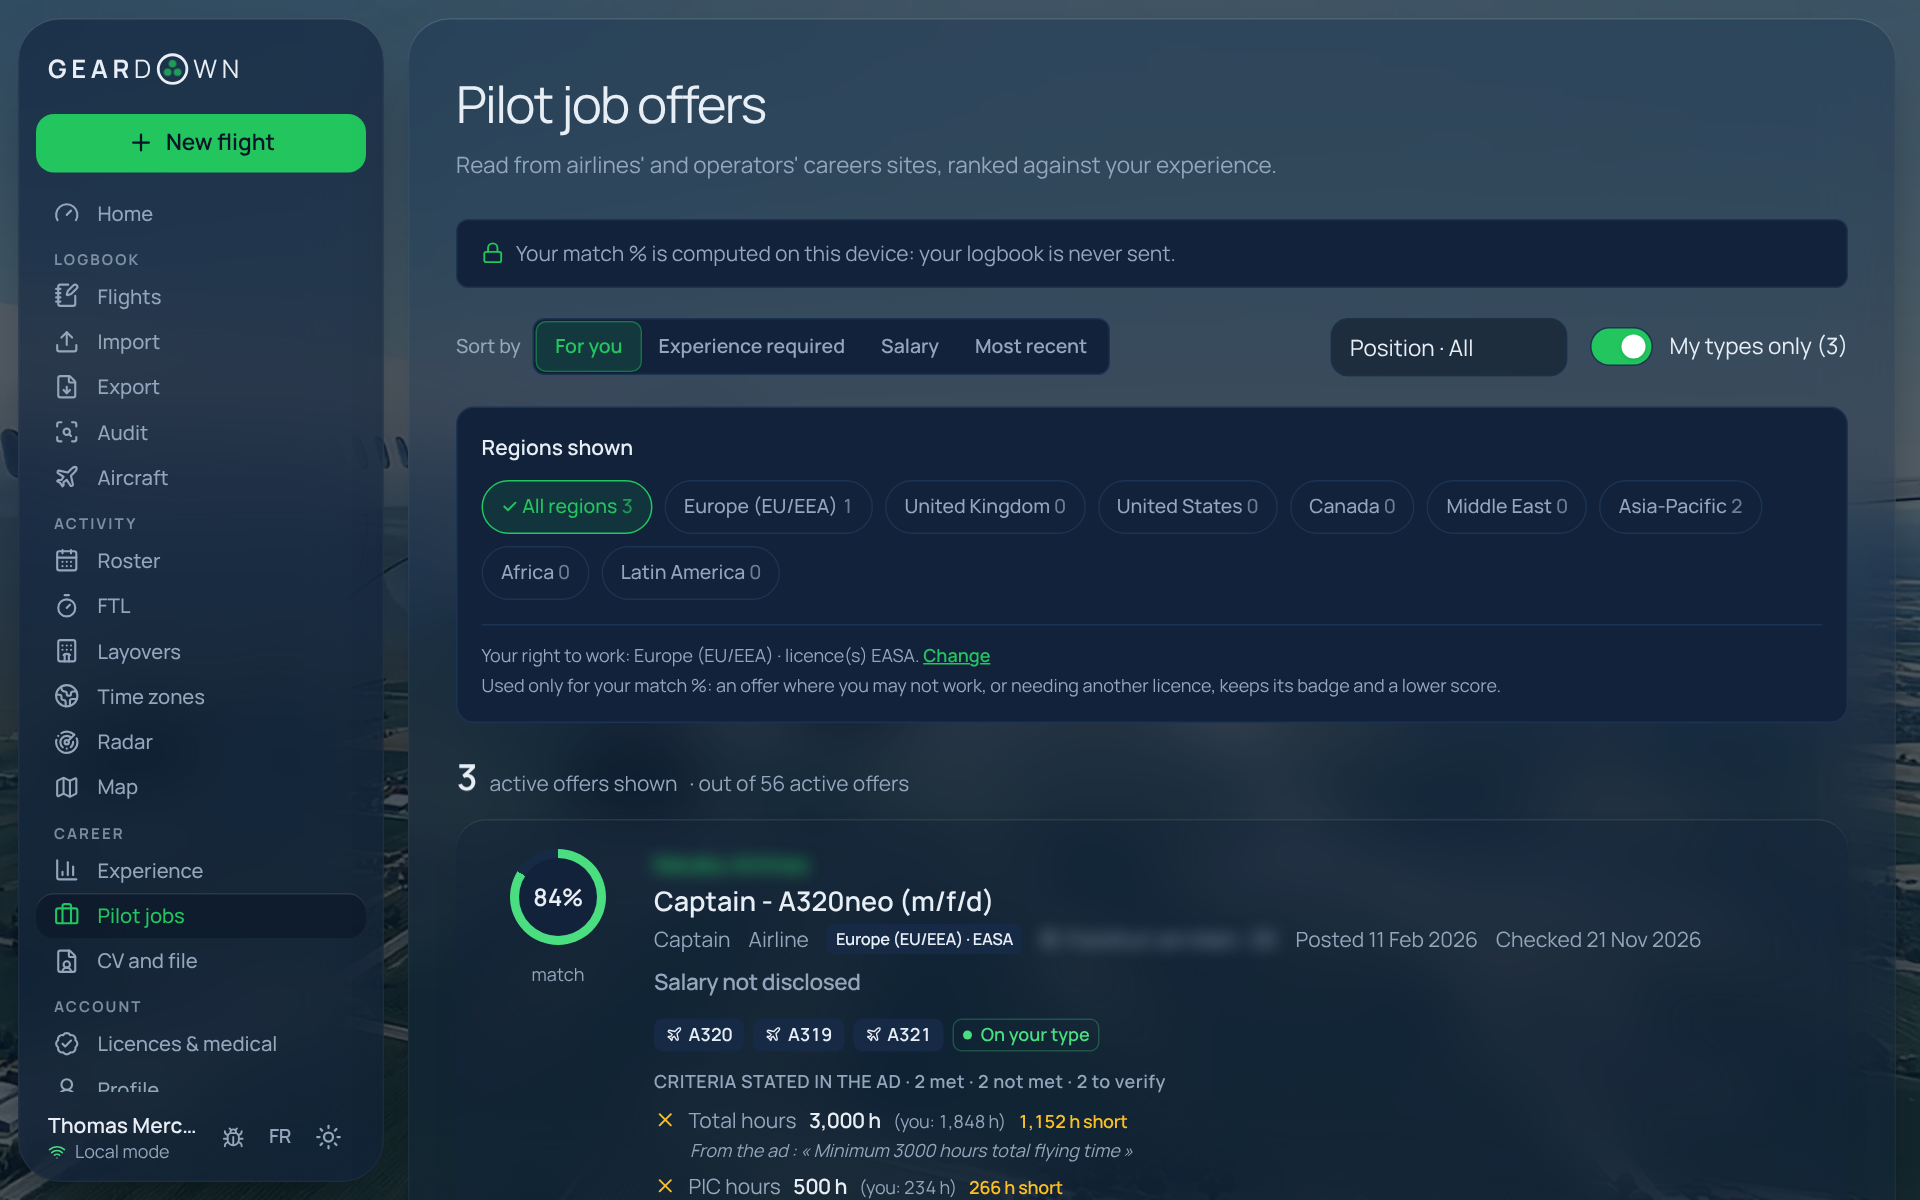 GEARDOWN
New flight
Home
LOGBOOK
Flights
Import
Export
Audit
Aircraft
ACTIVITY
Roster
FTL
Layovers
Time zones
Radar
Map
CAREER
Experience
Pilot jobs
CV and file
ACCOUNT
Licences & medical
Profile
Thomas Merc...
Local mode
FR
Pilot job offers
Read from airlines' and operators' careers sites, ranked against your experience.
Your match % is computed on this device: your logbook is never sent.
Sort by For you Experience required Salary Most recent Position · All My types only (3)
Regions shown
All regions 3 Europe (EU/EEA) 1 United Kingdom 0 United States 0 Canada 0 Middle East 0 Asia-Pacific 2
Africa 0 Latin America 0
Your right to work: Europe (EU/EEA) · licence(s) EASA. Change
Used only for your match %: an offer where you may not work, or needing another licence, keeps its badge and a lower score.
3 active offers shown · out of 56 active offers
84%
match
Captain - A320neo (m/f/d)
Captain Airline Europe (EU/EEA) · EASA Posted 11 Feb 2026 Checked 21 Nov 2026
Salary not disclosed
A320 A319 A321 On your type
CRITERIA STATED IN THE AD · 2 met · 2 not met · 2 to verify
Total hours 3,000 h (you: 1,848 h) 1,152 h short
From the ad : « Minimum 3000 hours total flying time »
PIC hours 500 h (you: 234 h) 266 h short